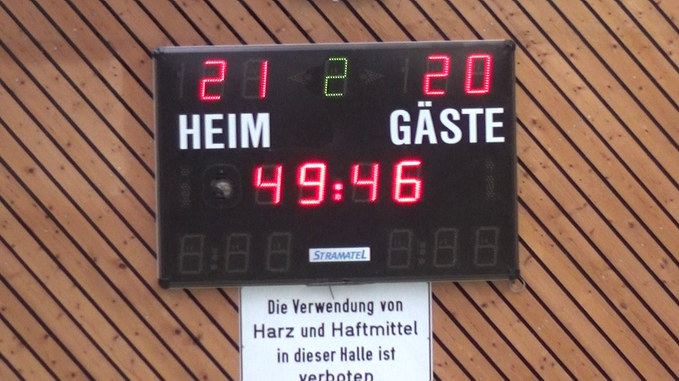 21 2 20
HEIM GÄSTE
49:46
STRAMATEL
Die Verwendung von
Harz und Haftmittel
in dieser Halle ist
verboten